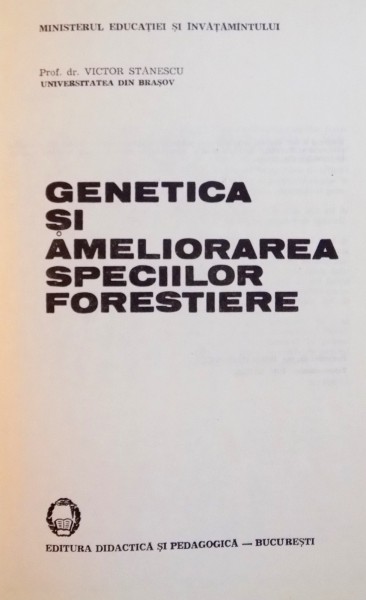 MINISTERUL EDUCAȚIEI ȘI ÎNVĂȚĂMÎNTULUI
Prof. dr. VICTOR STĂNESCU
UNIVERSITATEA DIN BRAȘOV
GENETICA
ȘI
AMELIORAREA
SPECIILOR
FORESTIERE
EDITURA DIDACTICĂ ȘI PEDAGOGICĂ — BUCUREȘTI